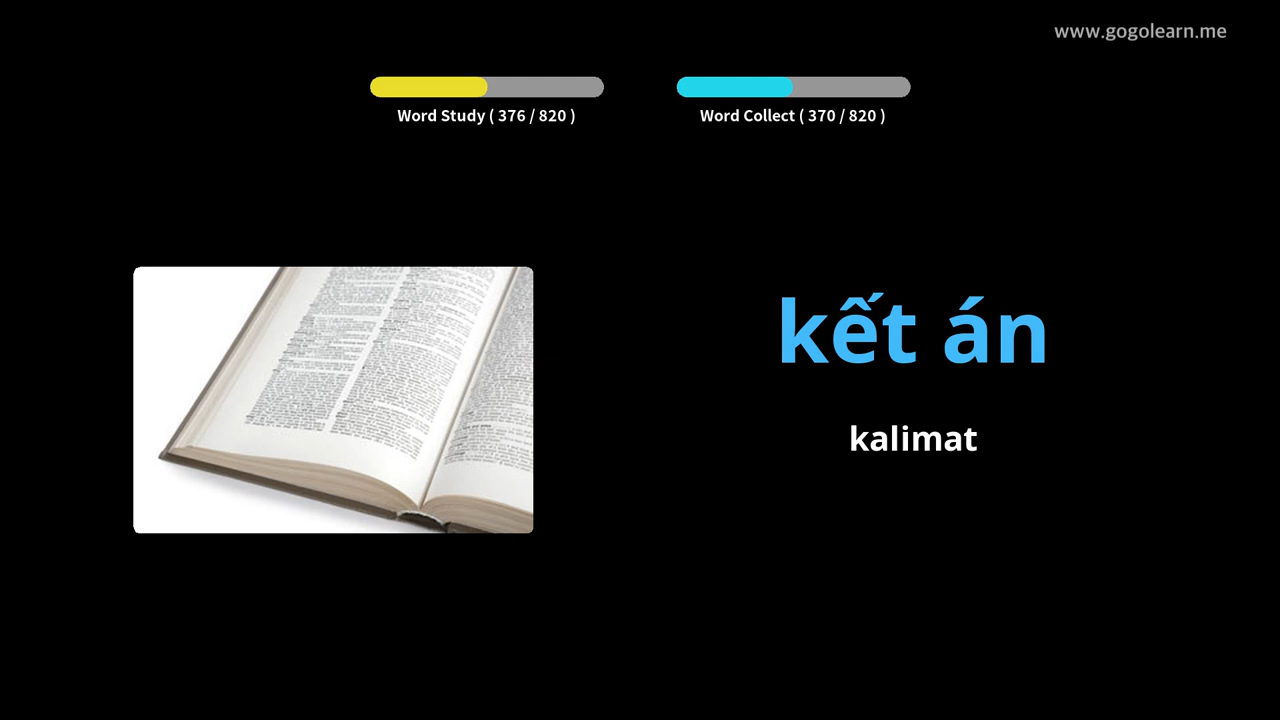 www.gogolearn.me
Word Study ( 376 / 820 )
Word Collect ( 370 / 820 )
kết án
kalimat